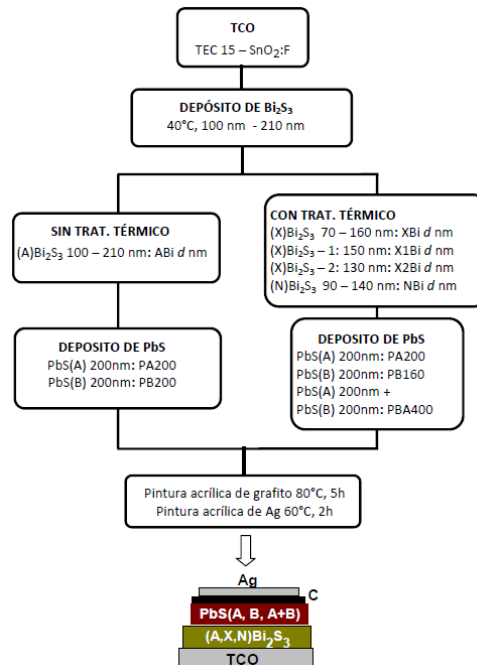 TCO
TEC 15 – SnO₂:F
DEPÓSITO DE Bi₂S₃
40°C, 100 nm - 210 nm
SIN TRAT. TÉRMICO
(A)Bi₂S₃ 100 – 210 nm: ABi d nm
CON TRAT. TÉRMICO
(X)Bi₂S₃ 70 – 160 nm: XBi d nm
(X)Bi₂S₃ – 1: 150 nm: X1Bi d nm
(X)Bi₂S₃ – 2: 130 nm: X2Bi d nm
(N)Bi₂S₃ 90 – 140 nm: NBi d nm
DEPOSITO DE PbS
PbS(A) 200nm: PA200
PbS(B) 200nm: PB200
DEPOSITO DE PbS
PbS(A) 200nm: PA200
PbS(B) 200nm: PB160
PbS(A) 200nm +
PbS(B) 200nm: PBA400
Pintura acrílica de grafito 80°C, 5h
Pintura acrílica de Ag 60°C, 2h
Ag
C
PbS(A, B, A+B)
(A,X,N)Bi₂S₃
TCO